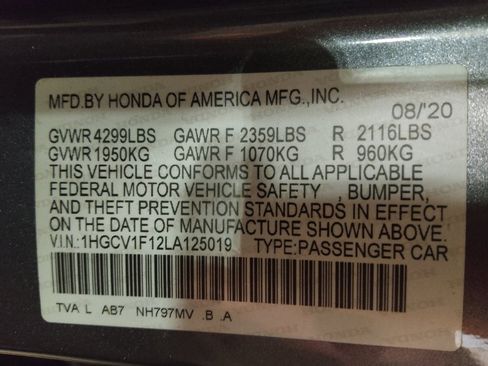 MFD.BY HONDA OF AMERICA MFG.,INC. 08/'20
GVWR 4299LBS GAWR F 2359LBS R 2116LBS
GVWR 1950KG GAWR F 1070KG R 960KG
THIS VEHICLE CONFORMS TO ALL APPLICABLE
FEDERAL MOTOR VEHICLE SAFETY , BUMPER,
AND THEFT PREVENTION STANDARDS IN EFFECT
ON THE DATE OF MANUFACTURE SHOWN ABOVE.
V.I.N.:1HGCV1F12LA125019 TYPE:PASSENGER CAR
TVA L AB7 NH797MV .B .A